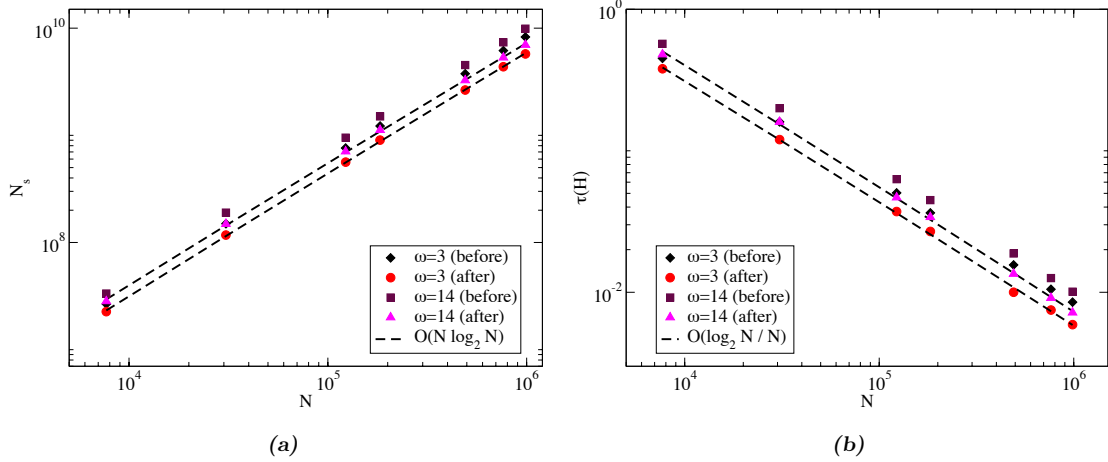 10^10
10^8
N_s
10^4
10^5
10^6
N
ω=3 (before)
ω=3 (after)
ω=14 (before)
ω=14 (after)
O(N log_2 N)
(a)
10^0
10^-2
τ(H)
10^4
10^5
10^6
N
ω=3 (before)
ω=3 (after)
ω=14 (before)
ω=14 (after)
O(log_2 N / N)
(b)